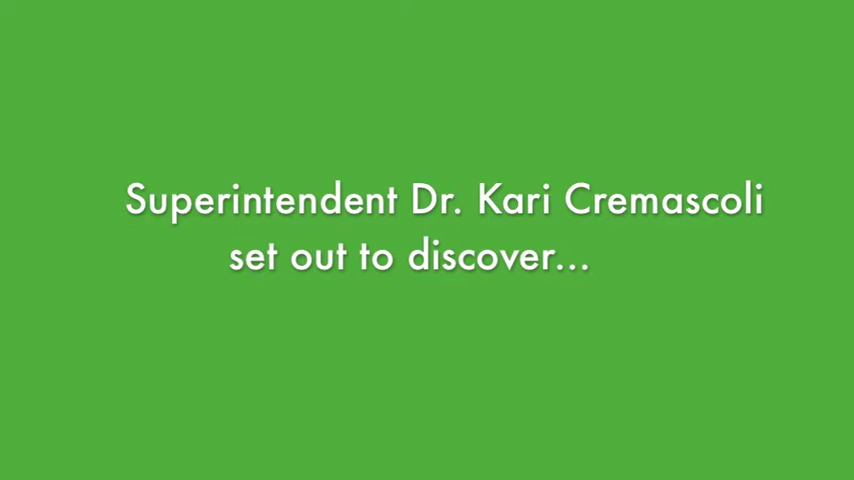 Superintendent Dr. Kari Cremascoli
set out to discover...